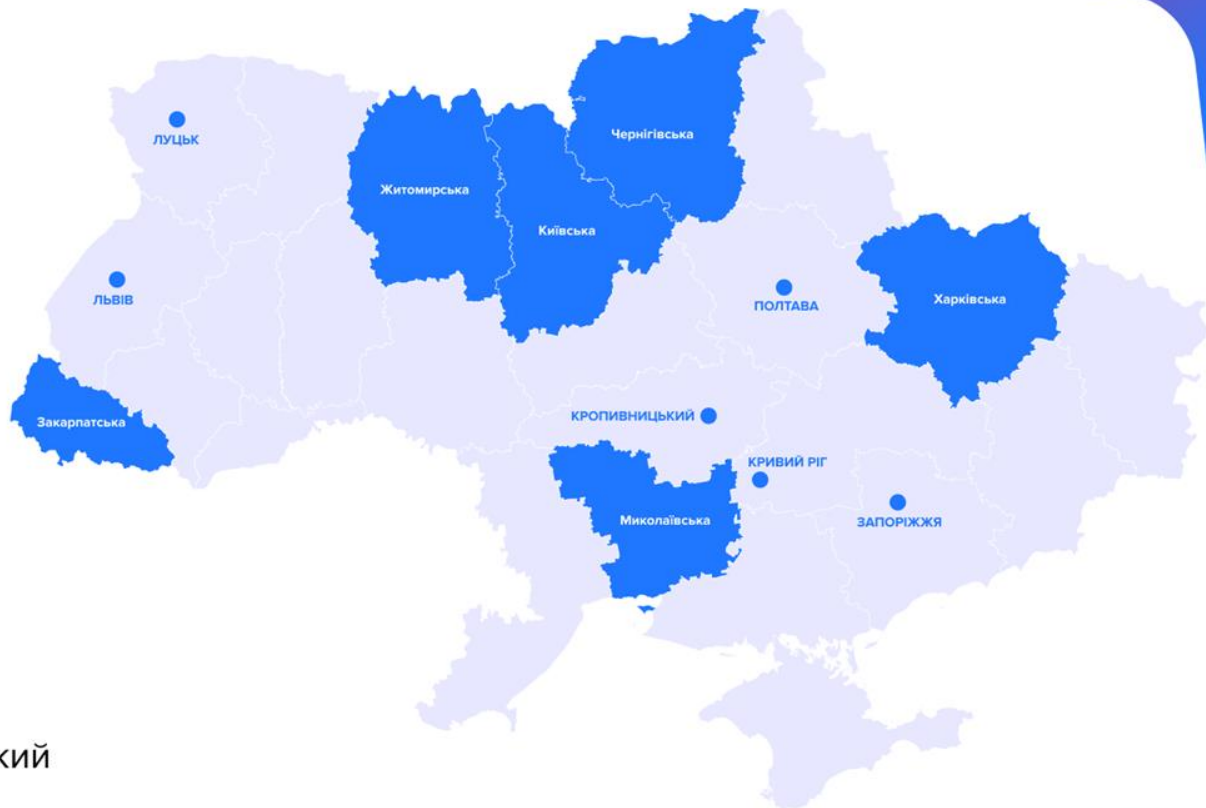 ЛУЦЬК
Чернігівська
Житомирська
Київська
ЛЬВІВ
ПОЛТАВА
Харківська
Закарпатська
КРОПИВНИЦЬКИЙ
КРИВИЙ РІГ
Миколаївська
ЗАПОРІЖЖЯ
кий